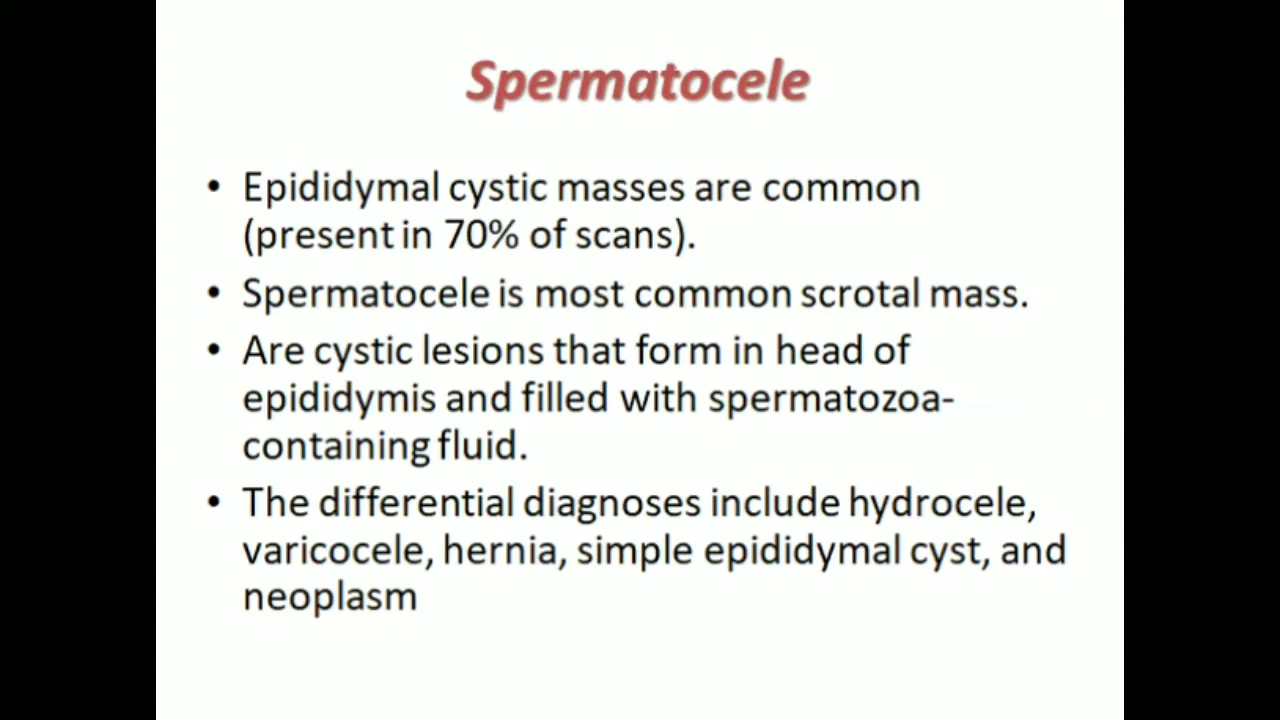 Spermatocele
• Epididymal cystic masses are common
(present in 70% of scans).
• Spermatocele is most common scrotal mass.
• Are cystic lesions that form in head of
epididymis and filled with spermatozoa-
containing fluid.
• The differential diagnoses include hydrocele,
varicocele, hernia, simple epididymal cyst, and
neoplasm